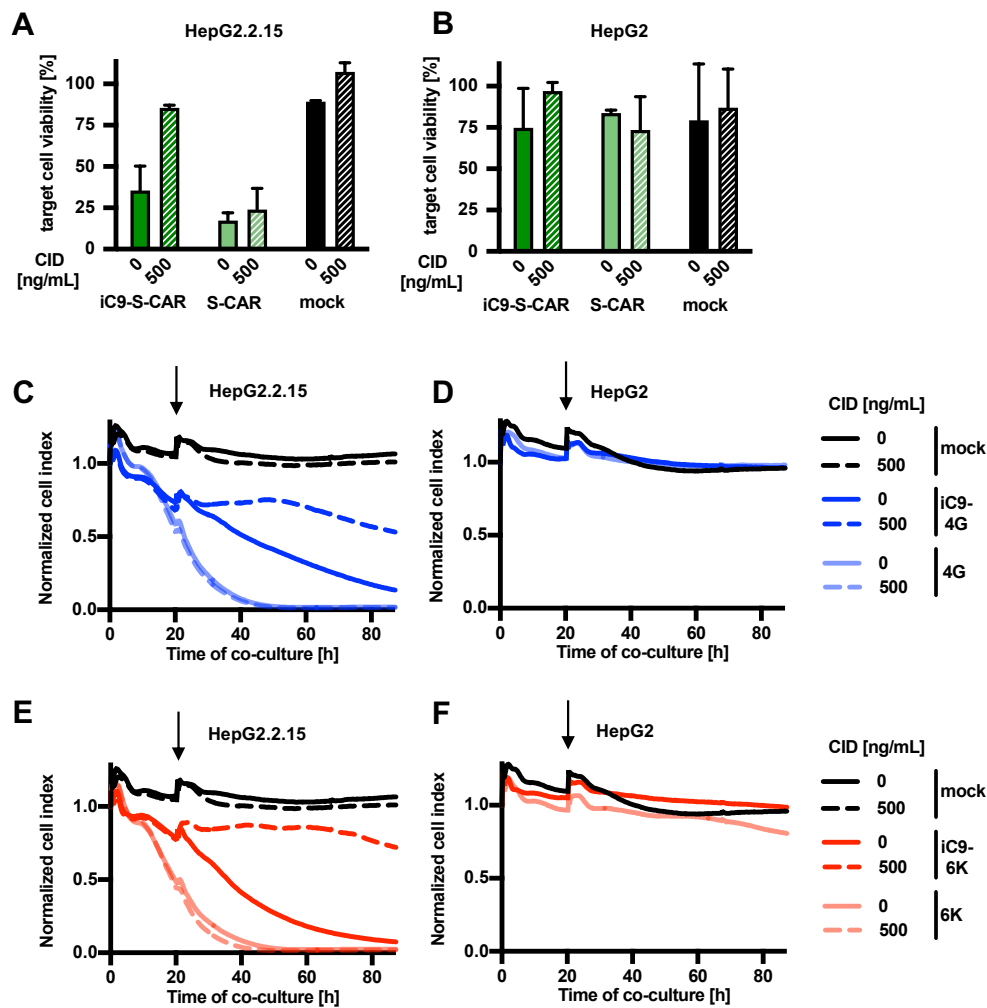 A
HepG2.2.15
target cell viability [%]
100
75
50
25
0
CID
[ng/mL]
0
500
0
500
0
500
iC9-S-CAR
S-CAR
mock
B
HepG2
target cell viability [%]
100
75
50
25
0
CID
[ng/mL]
0
500
0
500
0
500
iC9-S-CAR
S-CAR
mock
C
HepG2.2.15
Normalized cell index
1.0
0.5
0.0
0 20 40 60 80
Time of co-culture [h]
D
HepG2
Normalized cell index
1.0
0.5
0.0
0 20 40 60 80
Time of co-culture [h]
CID [ng/mL]
0
500
mock
0
500
iC9-
4G
0
500
4G
E
HepG2.2.15
Normalized cell index
1.0
0.5
0.0
0 20 40 60 80
Time of co-culture [h]
F
HepG2
Normalized cell index
1.0
0.5
0.0
0 20 40 60 80
Time of co-culture [h]
CID [ng/mL]
0
500
mock
0
500
iC9-
6K
0
500
6K